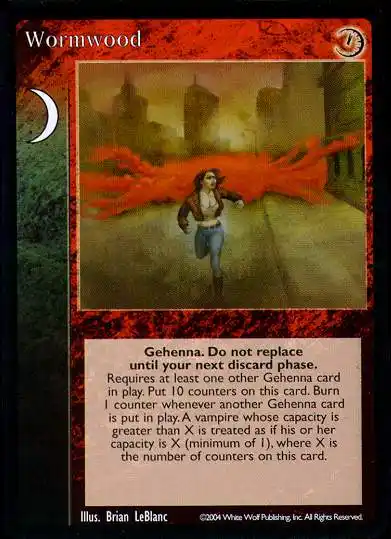 Wormwood
Gehenna. Do not replace
until your next discard phase.
Requires at least one other Gehenna card
in play. Put 10 counters on this card. Burn
1 counter whenever another Gehenna card
is put in play. A vampire whose capacity is
greater than X is treated as if his or her
capacity is X (minimum of 1), where X is
the number of counters on this card.
Illus. Brian LeBlanc
©2004 White Wolf Publishing, Inc. All Rights Reserved.